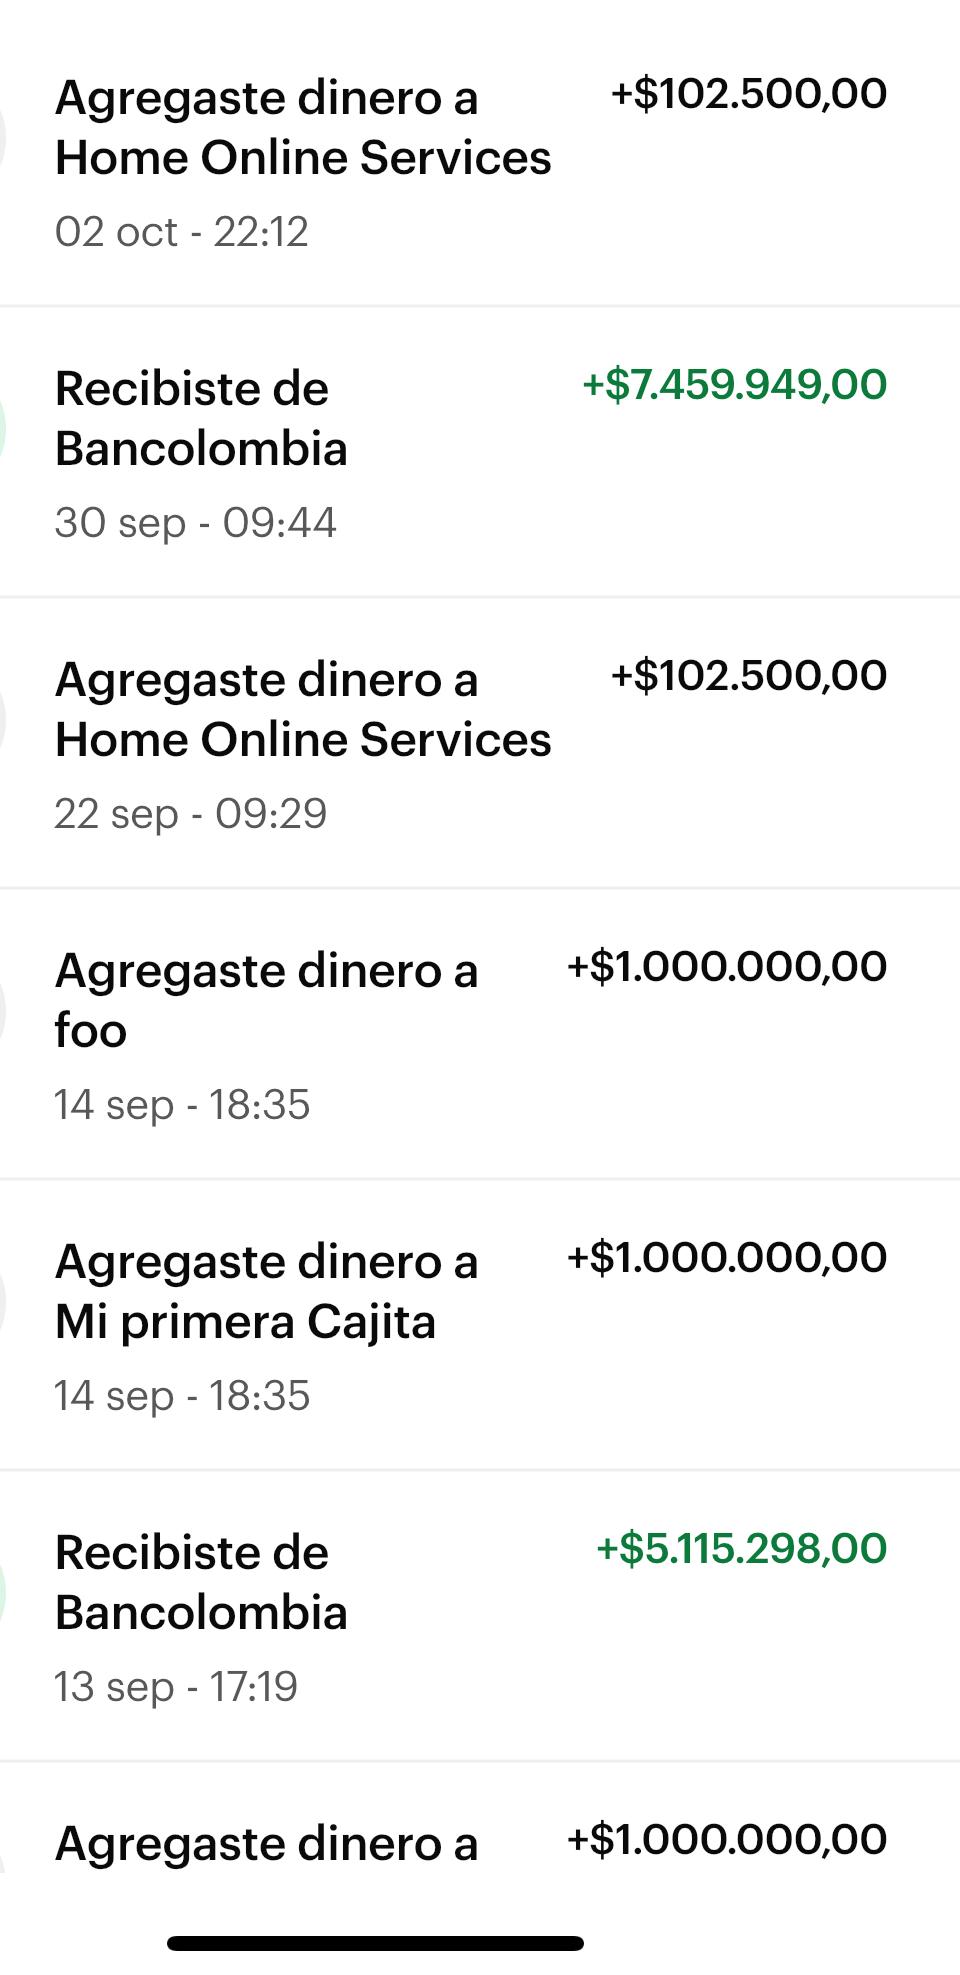 Agregaste dinero a +$102.500,00
Home Online Services
02 oct - 22:12
Recibiste de +$7.459.949,00
Bancolombia
30 sep - 09:44
Agregaste dinero a +$102.500,00
Home Online Services
22 sep - 09:29
Agregaste dinero a +$1.000.000,00
foo
14 sep - 18:35
Agregaste dinero a +$1.000.000,00
Mi primera Cajita
14 sep - 18:35
Recibiste de +$5.115.298,00
Bancolombia
13 sep - 17:19
Agregaste dinero a +$1.000.000,00